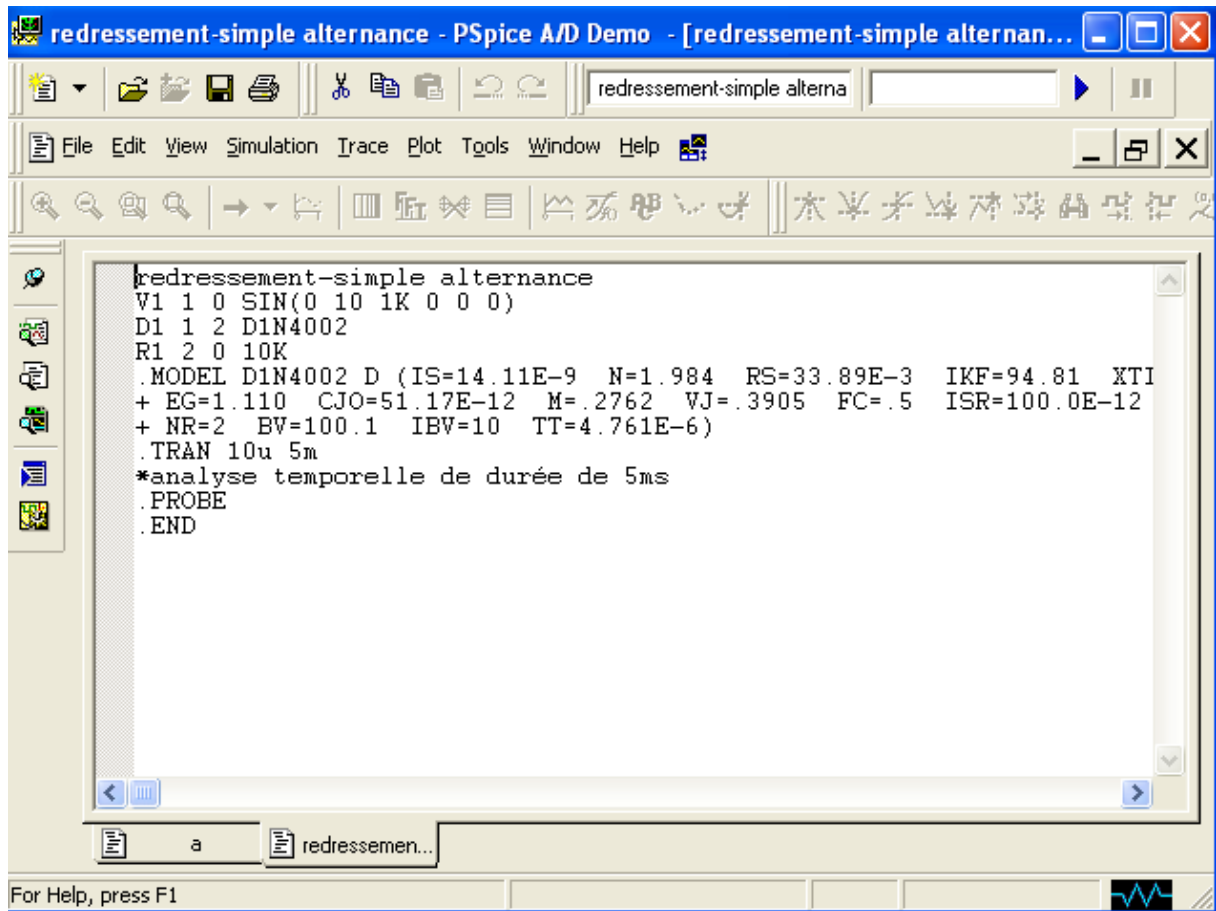 redressement-simple alternance - PSpice A/D Demo - [redressement-simple alternan...
redressement-simple alterna
File Edit View Simulation Trace Plot Tools Window Help
redressement-simple alternance
V1 1 0 SIN(0 10 1K 0 0 0)
D1 1 2 D1N4002
R1 2 0 10K
.MODEL D1N4002 D (IS=14.11E-9 N=1.984 RS=33.89E-3 IKF=94.81 XTI
+ EG=1.110 CJO=51.17E-12 M=.2762 VJ=.3905 FC=.5 ISR=100.0E-12
+ NR=2 BV=100.1 IBV=10 TT=4.761E-6)
.TRAN 10u 5m
*analyse temporelle de durée de 5ms
.PROBE
.END
a redressemen...
For Help, press F1